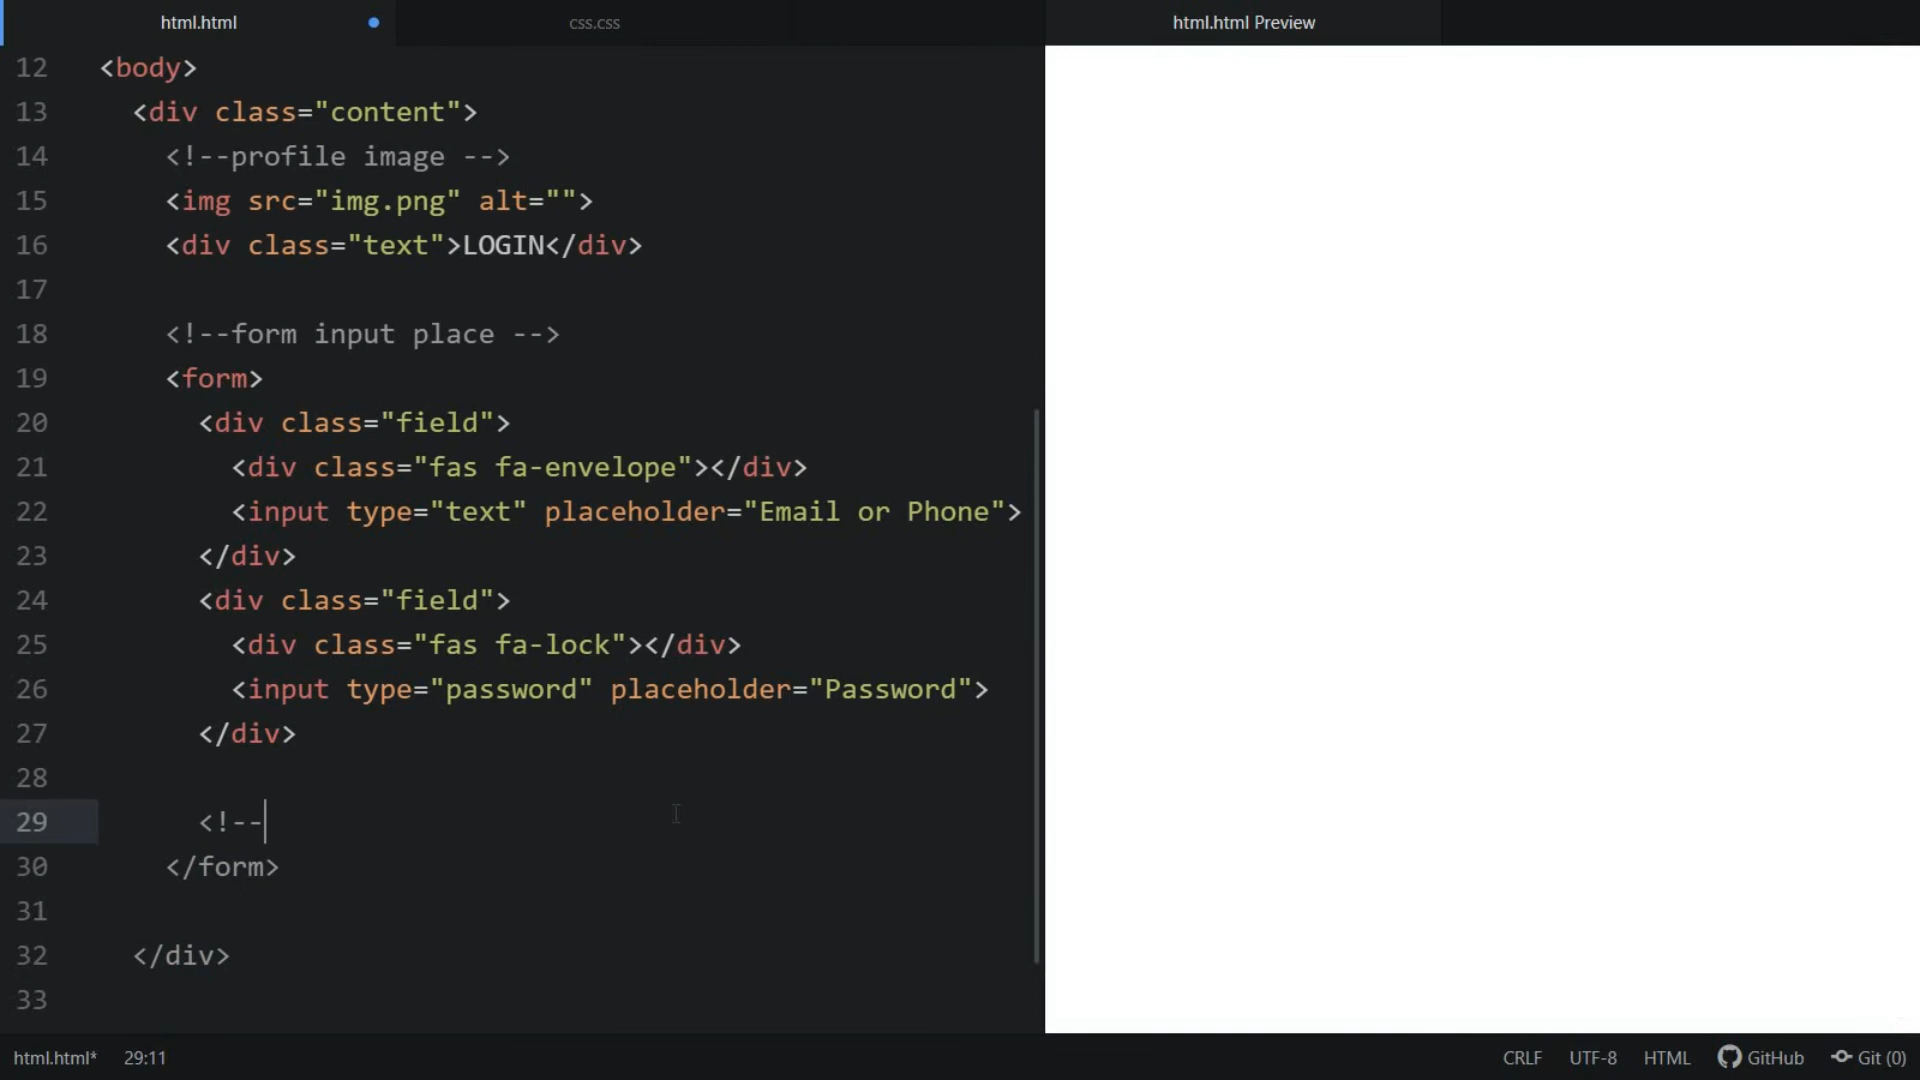 html.html
css.css
html.html Preview
12 <body>
13 <div class="content">
14 <!--profile image -->
15 <img src="img.png" alt="">
16 <div class="text">LOGIN</div>
17
18 <!--form input place -->
19 <form>
20 <div class="field">
21 <div class="fas fa-envelope"></div>
22 <input type="text" placeholder="Email or Phone">
23 </div>
24 <div class="field">
25 <div class="fas fa-lock"></div>
26 <input type="password" placeholder="Password">
27 </div>
28
29 <!--
30 </form>
31
32 </div>
33
html.html* 29:11 CRLF UTF-8 HTML GitHub Git (0)